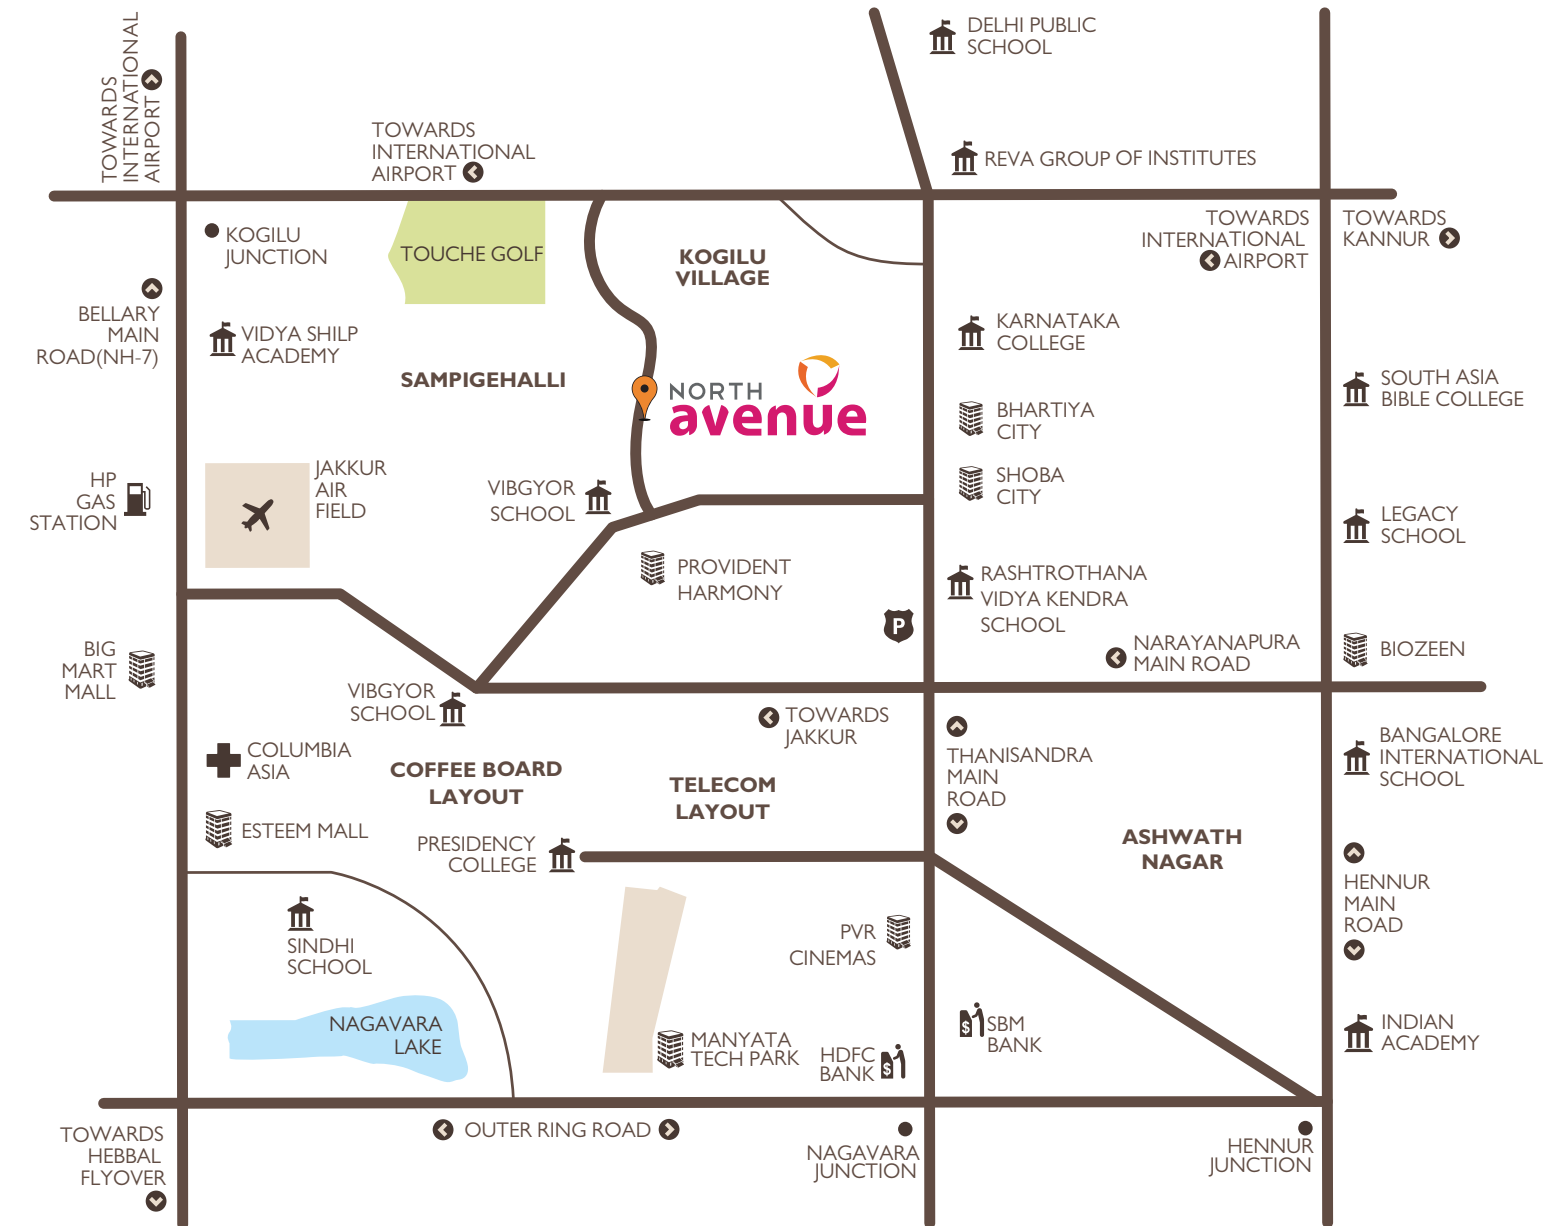 DELHI PUBLIC
SCHOOL
TOWARDS
INTERNATIONAL
AIRPORT
TOWARDS
INTERNATIONAL
AIRPORT
REVA GROUP OF INSTITUTES
KOGILU
JUNCTION
TOUCHE GOLF
KOGILU
VILLAGE
TOWARDS
INTERNATIONAL
AIRPORT
TOWARDS
KANNUR
BELLARY
MAIN
ROAD(NH-7)
VIDYA SHILP
ACADEMY
SAMPIGEHALLI
NORTH
avenue
KARNATAKA
COLLEGE
BHARTIYA
CITY
SOUTH ASIA
BIBLE COLLEGE
HP
GAS
STATION
JAKKUR
AIR
FIELD
VIBGYOR
SCHOOL
SHOBA
CITY
LEGACY
SCHOOL
PROVIDENT
HARMONY
P
RASHTROTHANA
VIDYA KENDRA
SCHOOL
NARAYANAPURA
MAIN ROAD
BIOZEEN
BIG
MART
MALL
VIBGYOR
SCHOOL
TOWARDS
JAKKUR
COLUMBIA
ASIA
COFFEE BOARD
LAYOUT
TELECOM
LAYOUT
THANISANDRA
MAIN
ROAD
BANGALORE
INTERNATIONAL
SCHOOL
ESTEEM MALL
PRESIDENCY
COLLEGE
ASHWATH
NAGAR
HENNUR
MAIN
ROAD
SINDHI
SCHOOL
PVR
CINEMAS
NAGAVARA
LAKE
MANYATA
TECH PARK
HDFC
BANK
$
$
SBM
BANK
INDIAN
ACADEMY
TOWARDS
HEBBAL
FLYOVER
OUTER RING ROAD
NAGAVARA
JUNCTION
HENNUR
JUNCTION